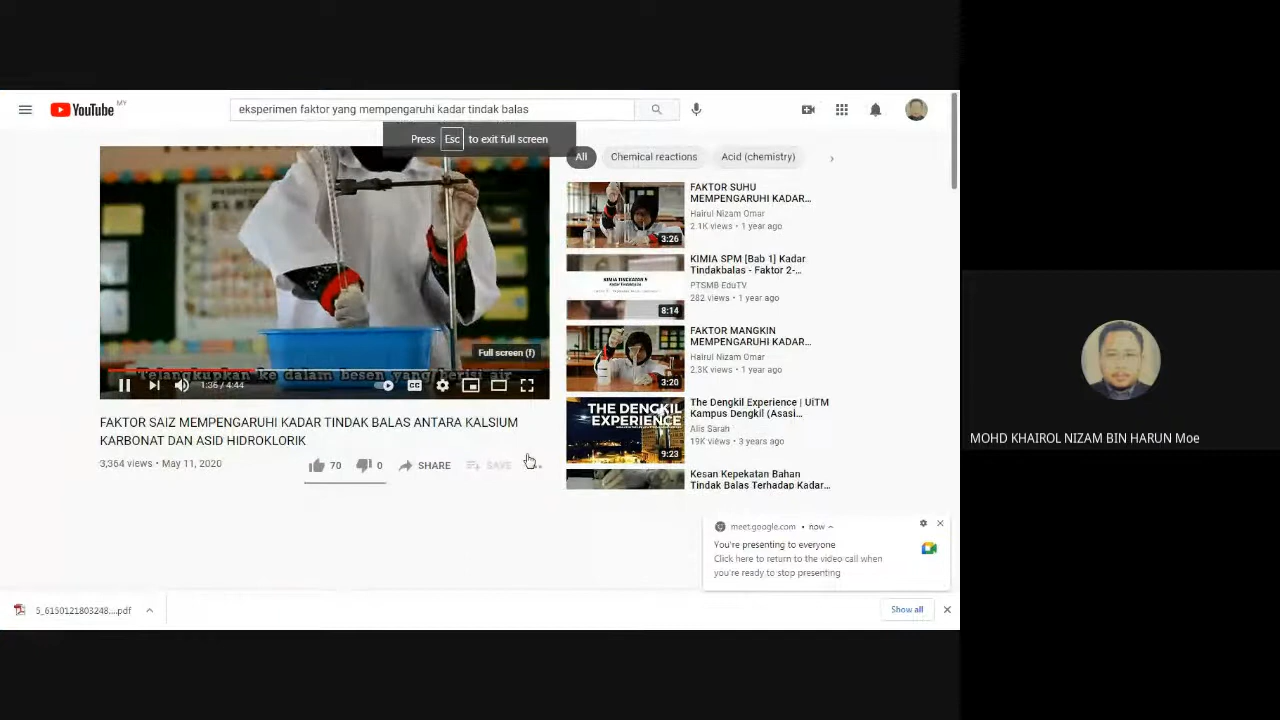 YouTube
MY
eksperimen faktor yang mempengaruhi kadar tindak balas
Press Esc to exit full screen
All
Chemical reactions
Acid (chemistry)
Full screen (f)
Telangkupkan ke dalam besen yang berisi air
1:36 / 4:44
CC
FAKTOR SAIZ MEMPENGARUHI KADAR TINDAK BALAS ANTARA KALSIUM
KARBONAT DAN ASID HIDROKLORIK
3,364 views • May 11, 2020
70
0
SHARE
SAVE
FAKTOR SUHU
MEMPENGARUHI KADAR...
Hairul Nizam Omar
2.1K views • 1 year ago
3:26
KIMIA SPM [Bab 1] Kadar
Tindakbalas - Faktor 2-...
PTSMB EduTV
282 views • 1 year ago
KIMIA TINGKATAN 5
8:14
FAKTOR MANGKIN
MEMPENGARUHI KADAR...
Hairul Nizam Omar
2.3K views • 1 year ago
3:20
THE DENGKIL
EXPERIENCE
The Dengkil Experience | UiTM
Kampus Dengkil (Asasi...
Alis Sarah
19K views • 3 years ago
9:23
Kesan Kepekatan Bahan
Tindak Balas Terhadap Kadar...
meet.google.com • now
You're presenting to everyone
Click here to return to the video call when
you're ready to stop presenting
5_6150121803248....pdf
Show all
MOHD KHAIROL NIZAM BIN HARUN Moe